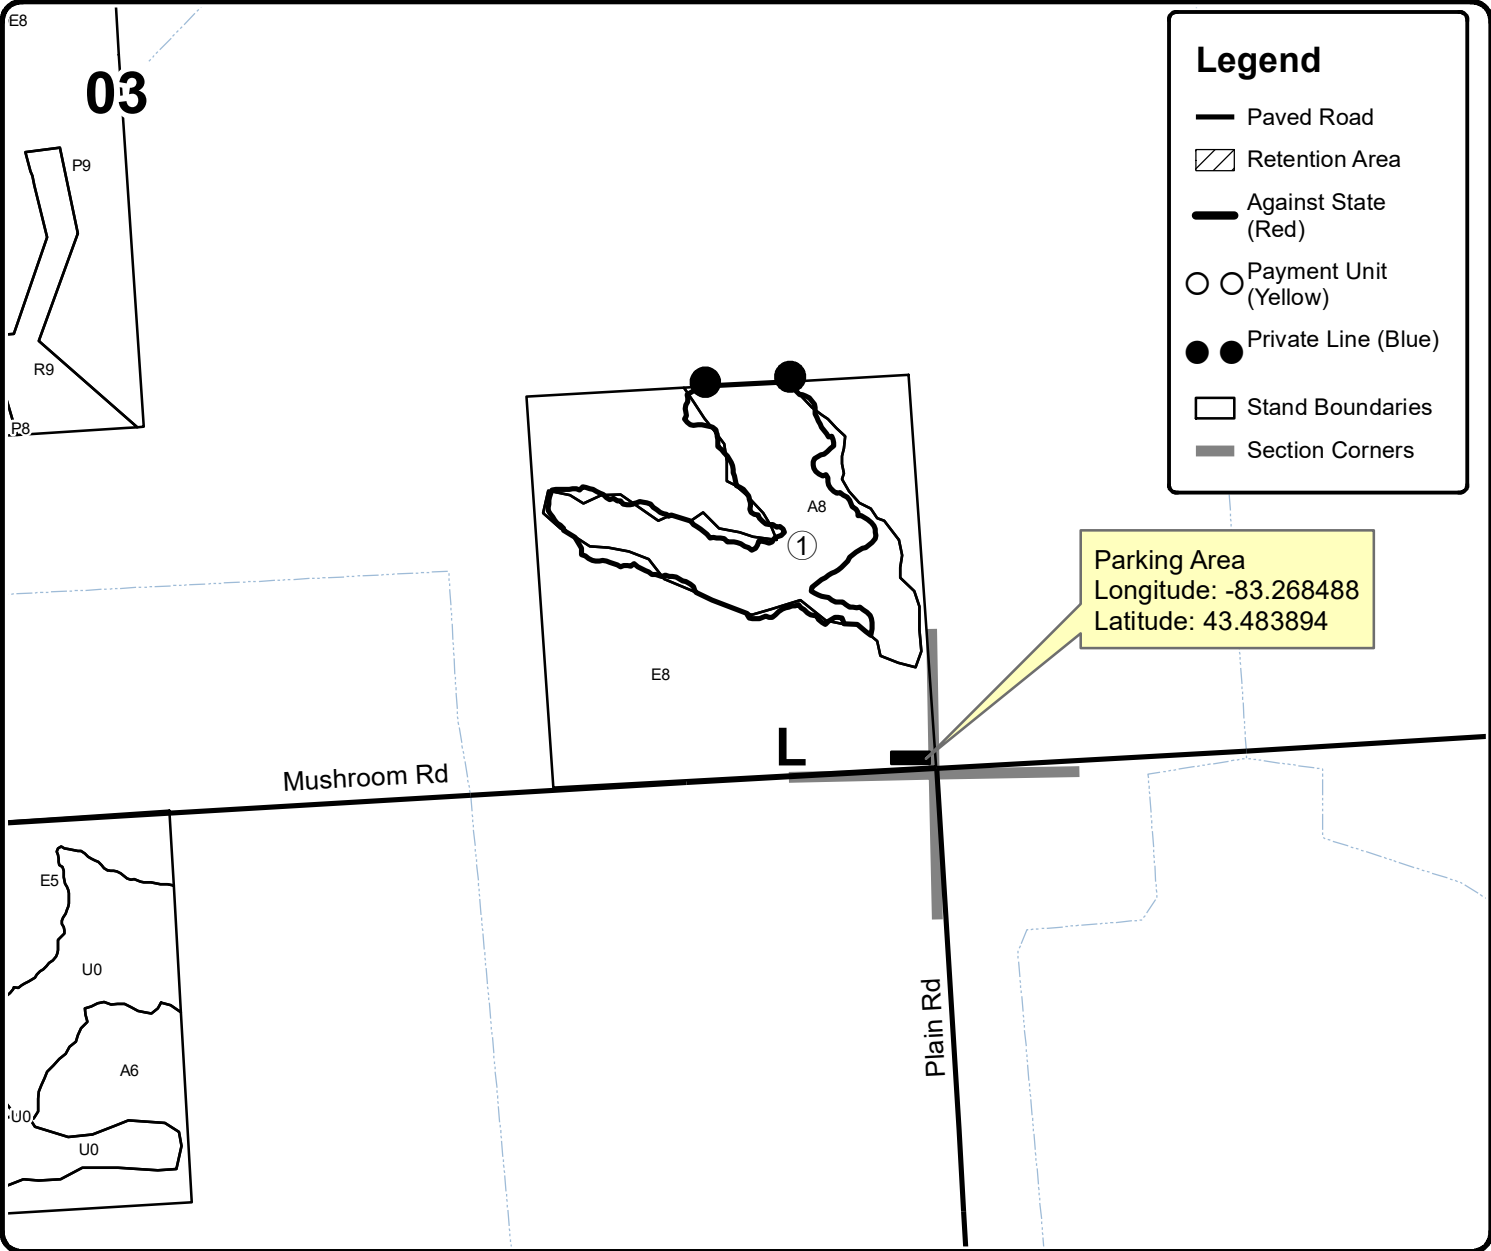 E8
03
P9
R9
P8
Legend
Paved Road
Retention Area
Against State
(Red)
Payment Unit
(Yellow)
Private Line (Blue)
Stand Boundaries
Section Corners
A8
1
Parking Area
Longitude: -83.268488
Latitude: 43.483894
E8
L
Mushroom Rd
E5
U0
Plain Rd
A6
U0
U0